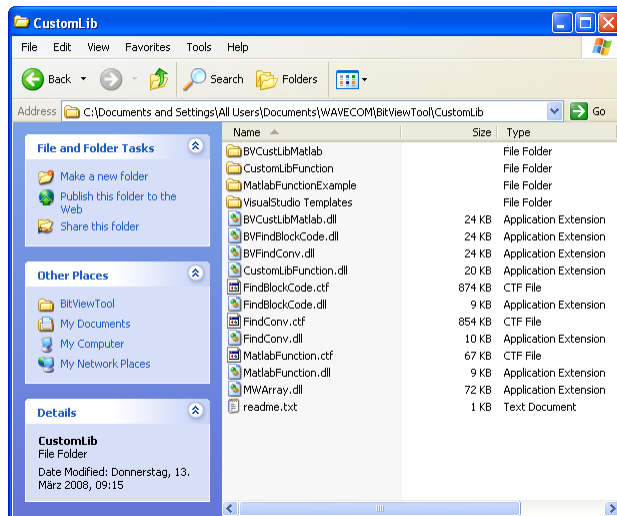 CustomLib
File Edit View Favorites Tools Help
Back Search Folders
Address C:\Documents and Settings\All Users\Documents\WAVECOM\BitViewTool\CustomLib Go
File and Folder Tasks
Make a new folder
Publish this folder to the
Web
Share this folder
Other Places
BitViewTool
My Documents
My Computer
My Network Places
Details
CustomLib
File Folder
Date Modified: Donnerstag, 13.
März 2008, 09:15
Name Size Type
BVCustLibMatlab File Folder
CustomLibFunction File Folder
MatlabFunctionExample File Folder
VisualStudio Templates File Folder
BVCustLibMatlab.dll 24 KB Application Extension
BVFindBlockCode.dll 24 KB Application Extension
BVFindConv.dll 24 KB Application Extension
CustomLibFunction.dll 20 KB Application Extension
FindBlockCode.ctf 874 KB CTF File
FindBlockCode.dll 9 KB Application Extension
FindConv.ctf 854 KB CTF File
FindConv.dll 10 KB Application Extension
MatlabFunction.ctf 67 KB CTF File
MatlabFunction.dll 9 KB Application Extension
MWArray.dll 72 KB Application Extension
readme.txt 1 KB Text Document